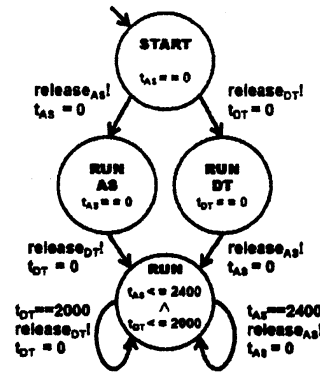 START
t_AS == 0
release_AS!
t_AS = 0
release_DT!
t_DT = 0
RUN
AS
t_AS == 0
RUN
DT
t_DT == 0
release_DT!
t_DT = 0
release_AS!
t_AS = 0
RUN
t_AS <= 2400
∧
t_DT <= 2000
t_DT==2000
release_DT!
t_DT = 0
t_AS==2400
release_AS!
t_AS = 0